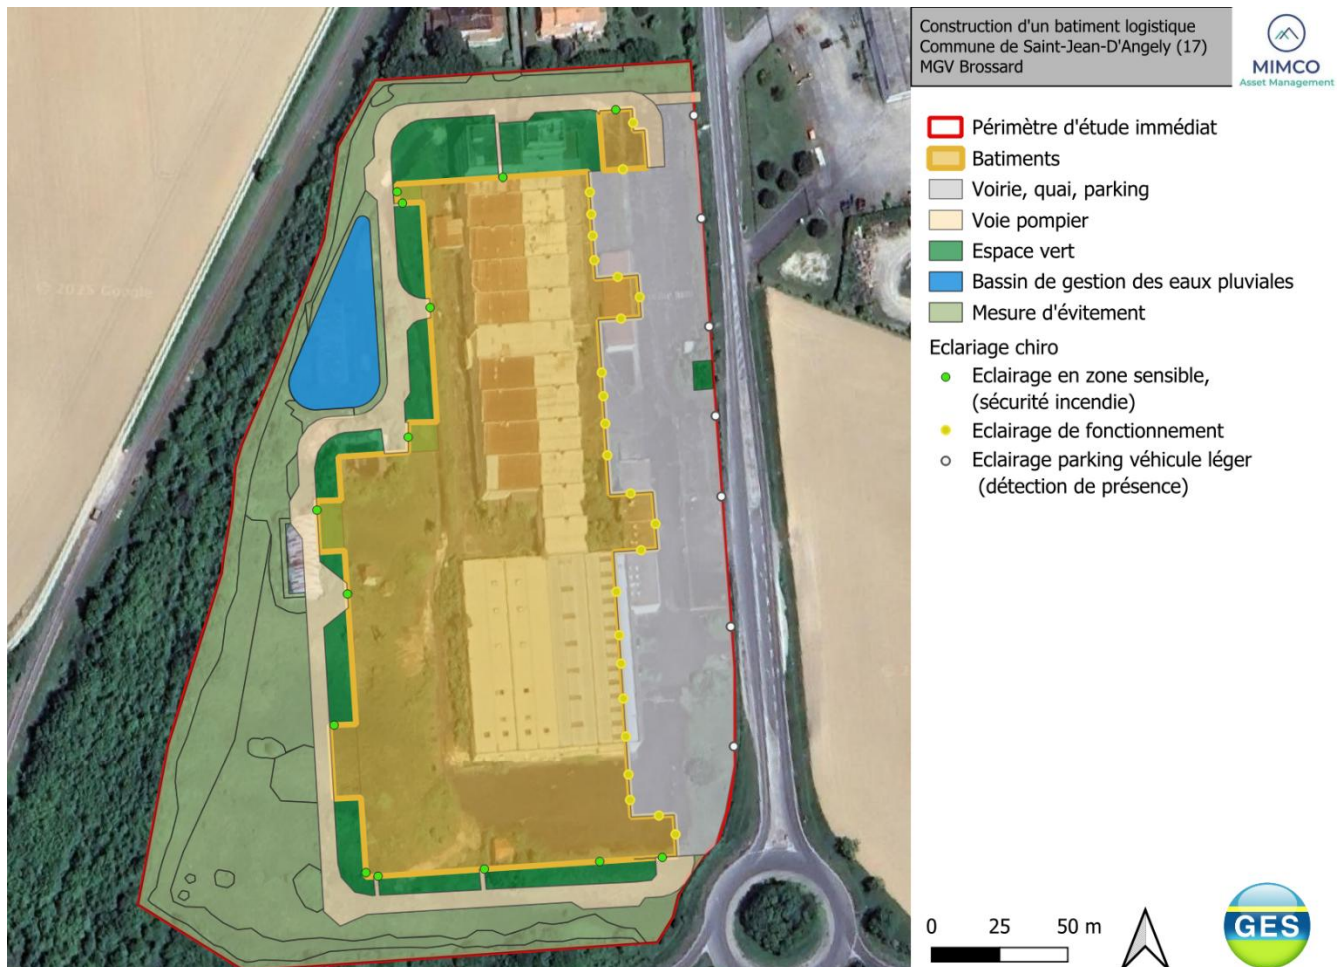 Construction d'un batiment logistique
Commune de Saint-Jean-D'Angely (17)
MGV Brossard
MIMCO
Asset Management
Périmètre d'étude immédiat
Batiments
Voirie, quai, parking
Voie pompier
Espace vert
Bassin de gestion des eaux pluviales
Mesure d'évitement
Eclariage chiro
Eclairage en zone sensible,
(sécurité incendie)
Eclairage de fonctionnement
Eclairage parking véhicule léger
(détection de présence)
© 2025 Google
0 25 50 m
GES